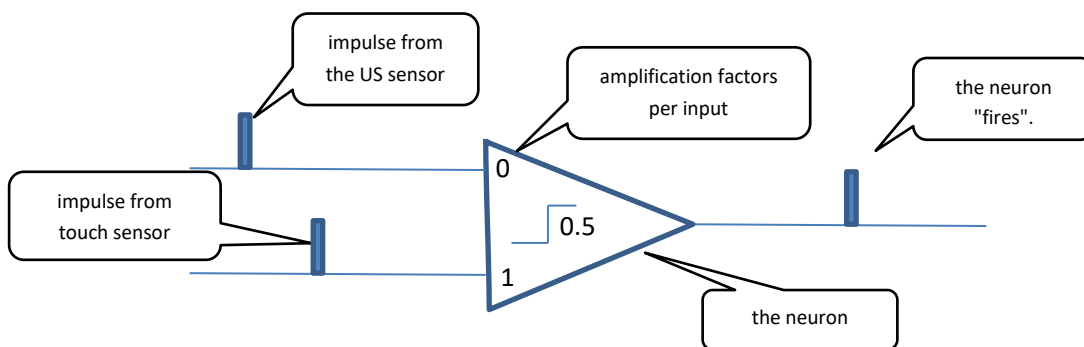 impulse from
the US sensor
amplification factors
per input
the neuron
"fires".
impulse from
touch sensor
0
0.5
1
the neuron